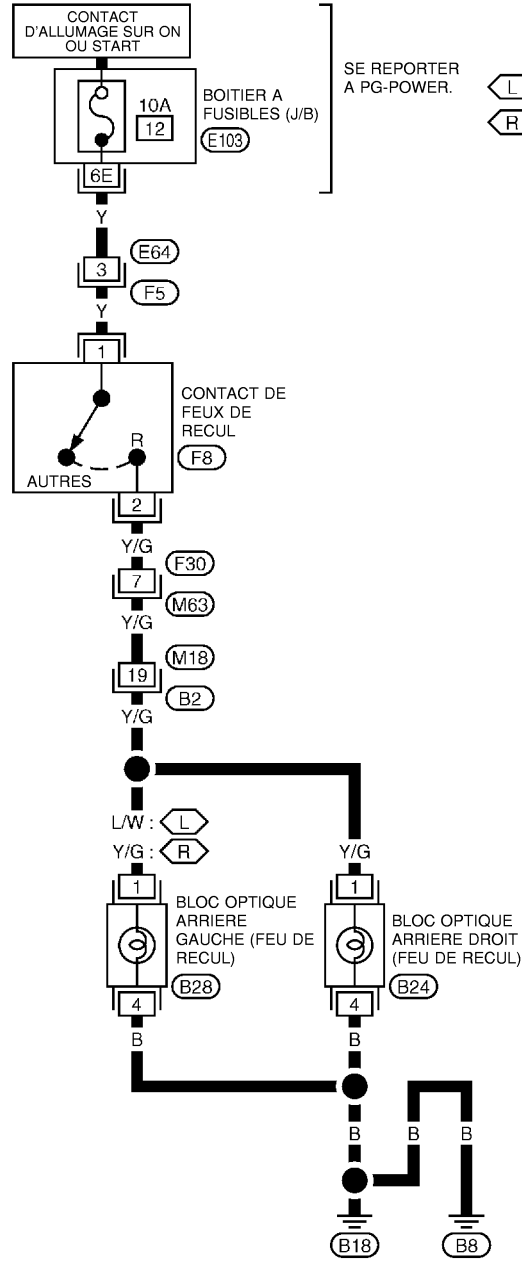 CONTACT
D'ALLUMAGE SUR ON
OU START
SE REPORTER
A PG-POWER.
L
R
10A
12
BOITIER A
FUSIBLES (J/B)
E103
6E
Y
E64
3
F5
Y
1
CONTACT DE
FEUX DE
RECUL
F8
R
AUTRES
2
Y/G
F30
7
M63
Y/G
M18
19
B2
Y/G
L/W : L
Y/G : R
Y/G
1
1
BLOC OPTIQUE
ARRIERE
GAUCHE (FEU DE
RECUL)
B28
BLOC OPTIQUE
ARRIERE DROIT
(FEU DE RECUL)
B24
4
4
B
B
B
B
B
B18
B8